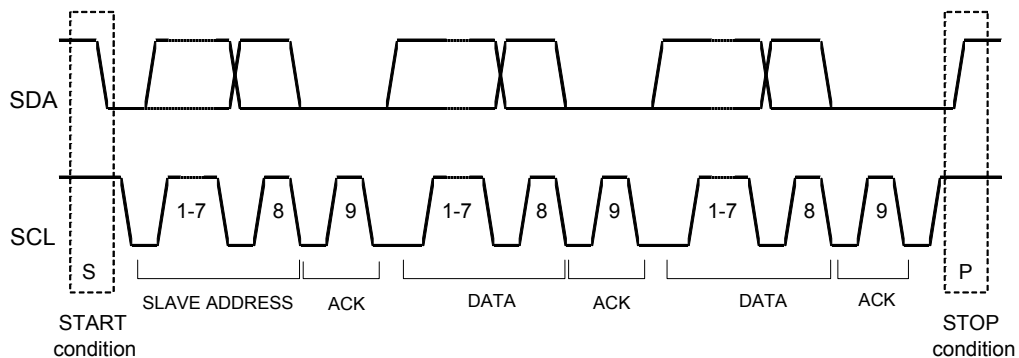 SDA
SCL
1-7 8 9 1-7 8 9 1-7 8 9
S P
SLAVE ADDRESS ACK DATA ACK DATA ACK
START
condition
STOP
condition